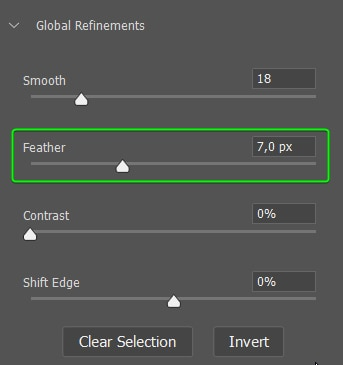 Global Refinements
Smooth 18
Feather 7,0 px
Contrast 0%
Shift Edge 0%
Clear Selection Invert